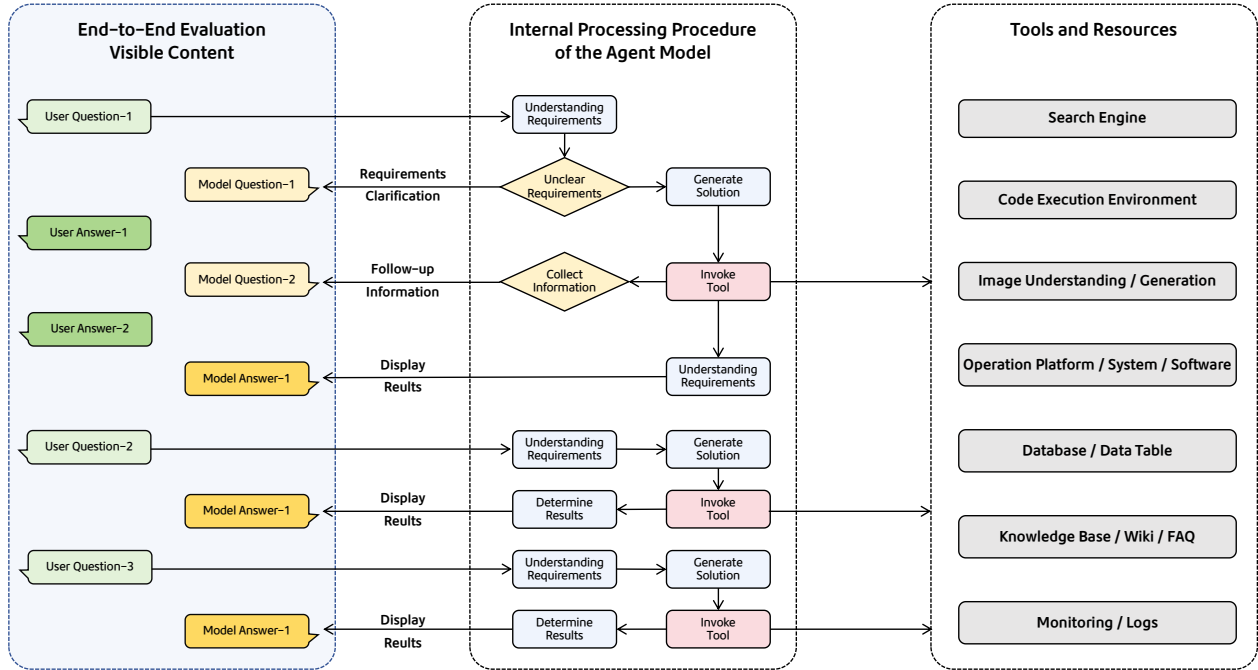 End-to-End Evaluation
Visible Content
Internal Processing Procedure
of the Agent Model
Tools and Resources
User Question-1
Understanding
Requirements
Search Engine
Model Question-1
Requirements
Clarification
Unclear
Requirements
Generate
Solution
Code Execution Environment
User Answer-1
Model Question-2
Follow-up
Information
Collect
Information
Invoke
Tool
Image Understanding / Generation
User Answer-2
Model Answer-1
Display
Reults
Understanding
Requirements
Operation Platform / System / Software
User Question-2
Understanding
Requirements
Generate
Solution
Database / Data Table
Model Answer-1
Display
Reults
Determine
Results
Invoke
Tool
Knowledge Base / Wiki / FAQ
User Question-3
Understanding
Requirements
Generate
Solution
Model Answer-1
Display
Reults
Determine
Results
Invoke
Tool
Monitoring / Logs